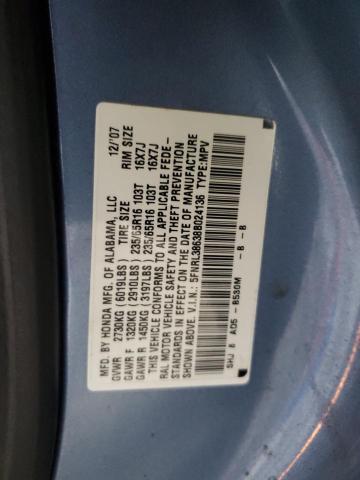 MFD. BY HONDA MFG. OF ALABAMA, LLC 12/07
GVWR 2730KG (6019LBS) TIRE SIZE RIM SIZE
GAWR F 1320KG (2910LBS) 235/65R16 103T 16X7J
GAWR R 1450KG (3197LBS) 235/65R16 103T 16X7J
THIS VEHICLE CONFORMS TO ALL APPLICABLE FEDE-
RAL MOTOR VEHICLE SAFETY AND THEFT PREVENTION
STANDARDS IN EFFECT ON THE DATE OF MANUFACTURE
SHOWN ABOVE. V.I.N.: 5FNRL38638B024136 TYPE:MPV
SHJ 8 A05 - B530M - B - B